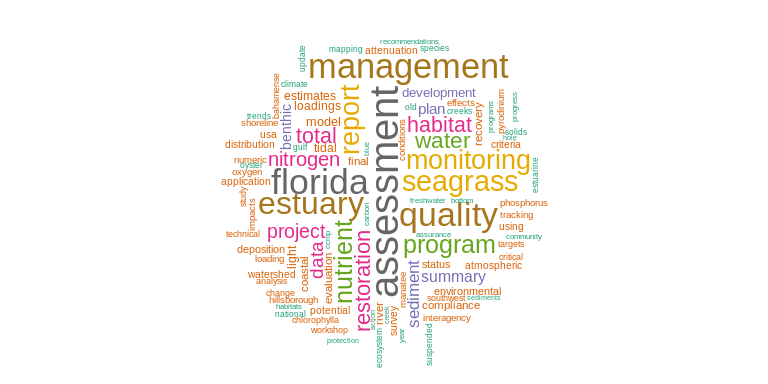 recommendations
update
mapping
attenuation
species
management
climate
bahamense
estimates
loadings
benthic
report
assessment
development
old
plan
effects
creeks
recovery
programs
pyrodinium
progress
trends
shoreline
model
habitat
solids
hole
usa
total
conditions
water
criteria
distribution
gulf
tidal
blue
numeric
nitrogen
final
monitoring
estuarine
oyster
oxygen
application
florida
seagrass
study
impacts
estuary
carbon
freshwater
bottom
quality
phosphorus
tracking
technical
project
nutrient
restoration
assurance
using
community
deposition
light
data
ccmp
program
targets
loading
coastal
critical
watershed
evaluation
manatee
sediment
status
atmospheric
analysis
summary
change
environmental
hillsborough
southwest
sediments
habitats
national
potential
river
action
creek
survey
compliance
chlorophylla
interagency
workshop
year
suspended
protection
ecosystem